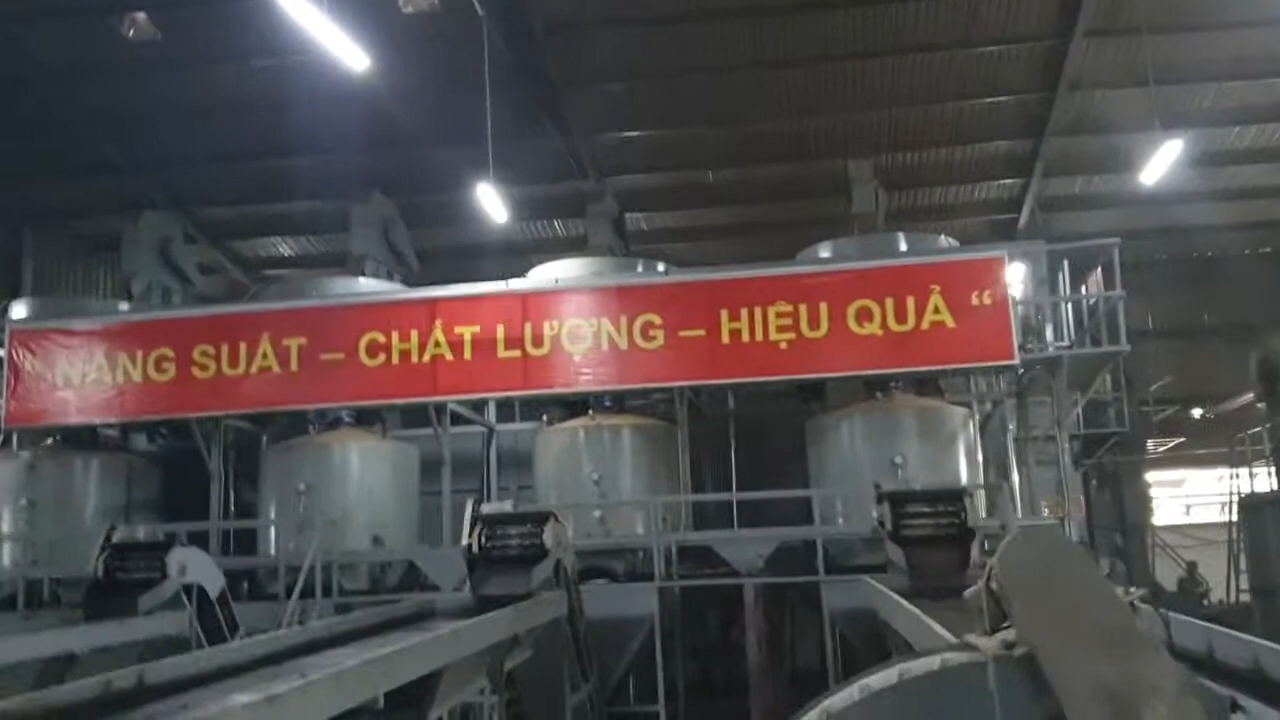 NĂNG SUẤT – CHẤT LƯỢNG – HIỆU QUẢ “